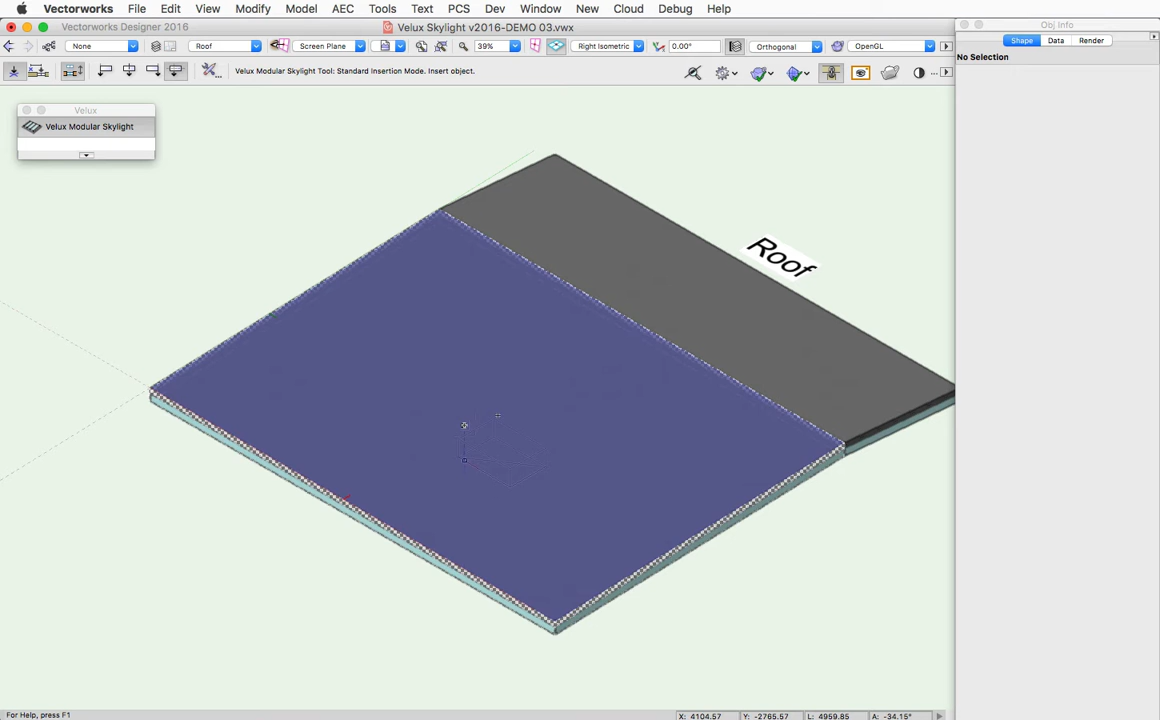 Vectorworks File Edit View Modify Model AEC Tools Text PCS Dev Window New Cloud Debug Help
Vectorworks Designer 2016
Velux Skylight v2016-DEMO 03.vwx
Obj Info
None
Roof
Screen Plane
39%
Right Isometric
0.00°
Orthogonal
OpenGL
Shape Data Render
Velux Modular Skylight Tool: Standard Insertion Mode. Insert object.
...
No Selection
Velux
Velux Modular Skylight
Roof
For Help, press F1
X: 4104.57 Y: -2765.57 L: 4959.85 A: -34.15°